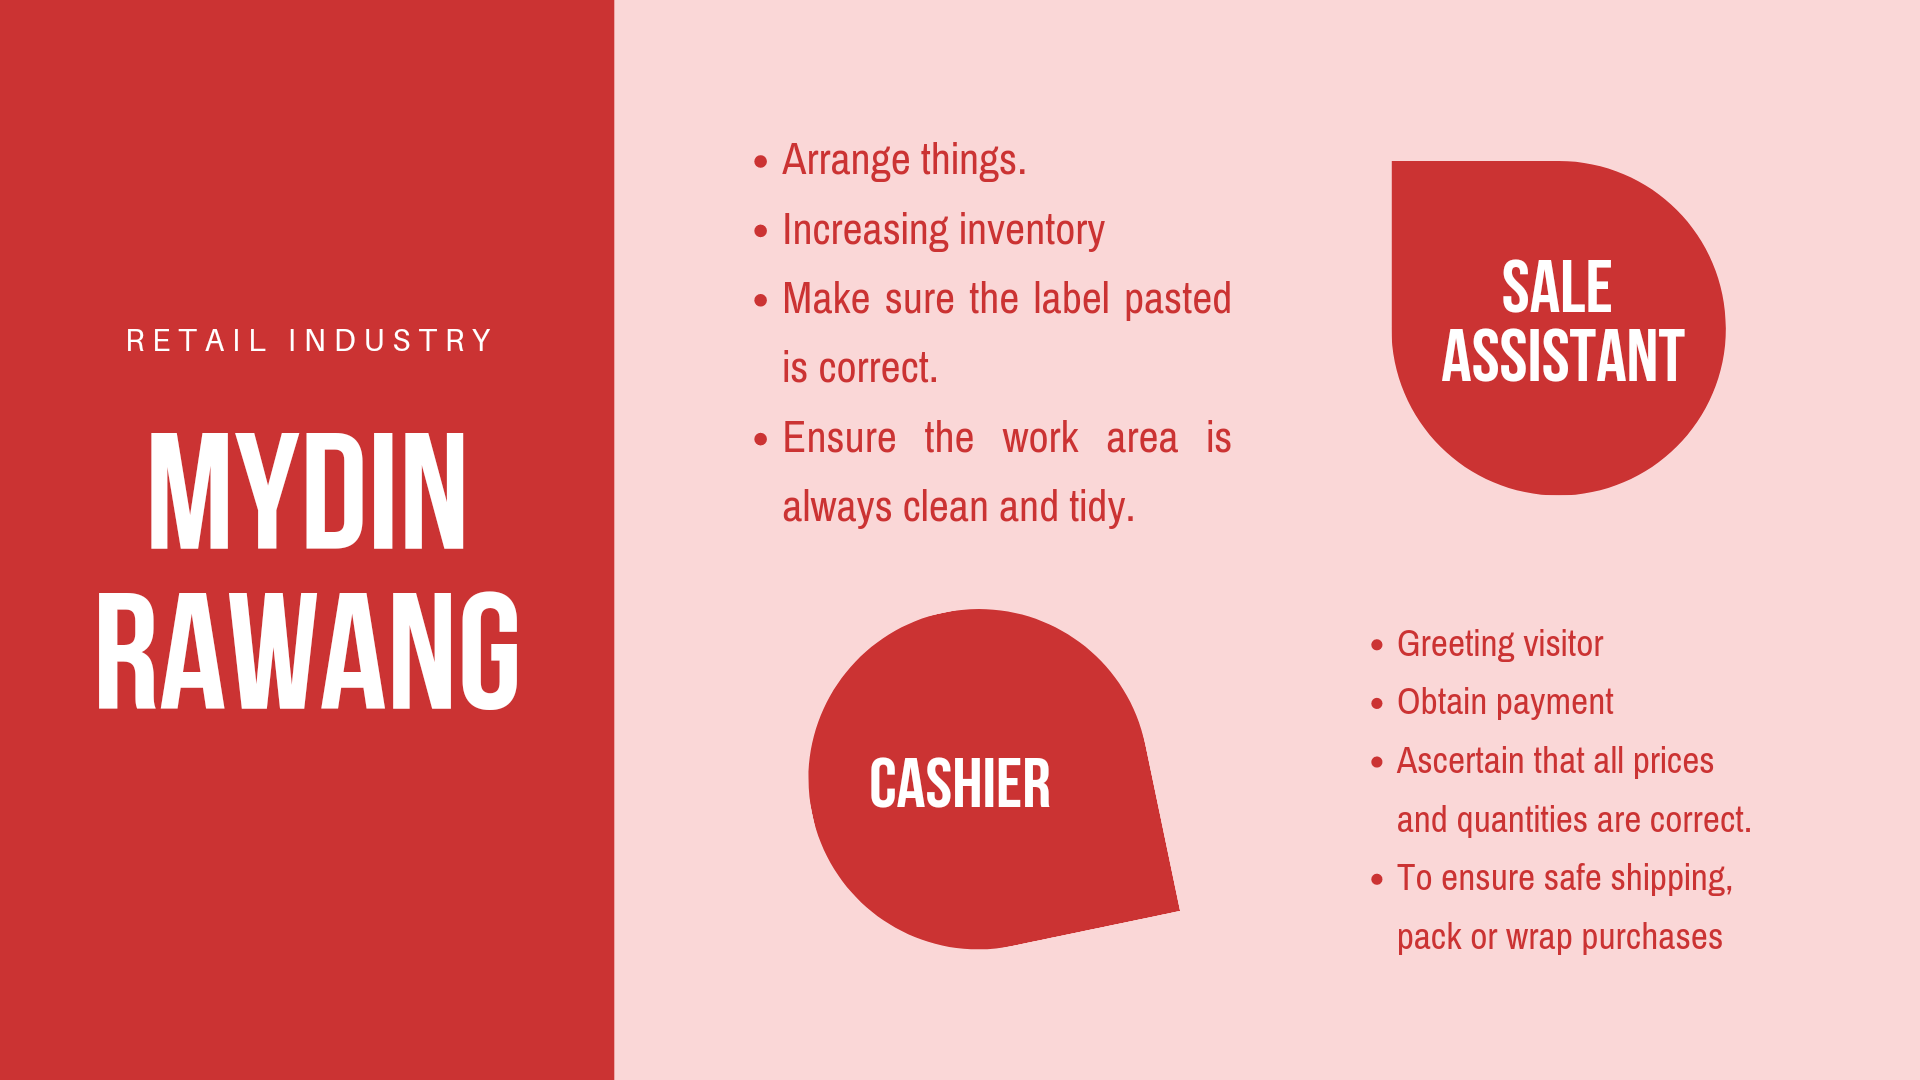 RETAIL INDUSTRY
MYDIN
RAWANG
• Arrange things.
• Increasing inventory
• Make sure the label pasted
is correct.
• Ensure the work area is
always clean and tidy.
SALE
ASSISTANT
CASHIER
• Greeting visitor
• Obtain payment
• Ascertain that all prices
and quantities are correct.
• To ensure safe shipping,
pack or wrap purchases